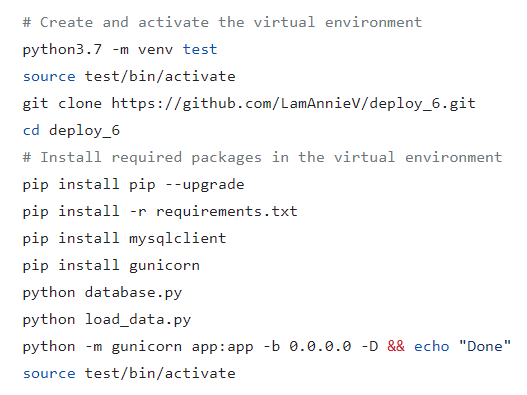 # Create and activate the virtual environment
python3.7 -m venv test
source test/bin/activate
git clone https://github.com/LamAnnieV/deploy_6.git
cd deploy_6
# Install required packages in the virtual environment
pip install pip --upgrade
pip install -r requirements.txt
pip install mysqlclient
pip install gunicorn
python database.py
python load_data.py
python -m gunicorn app:app -b 0.0.0.0 -D && echo "Done"
source test/bin/activate